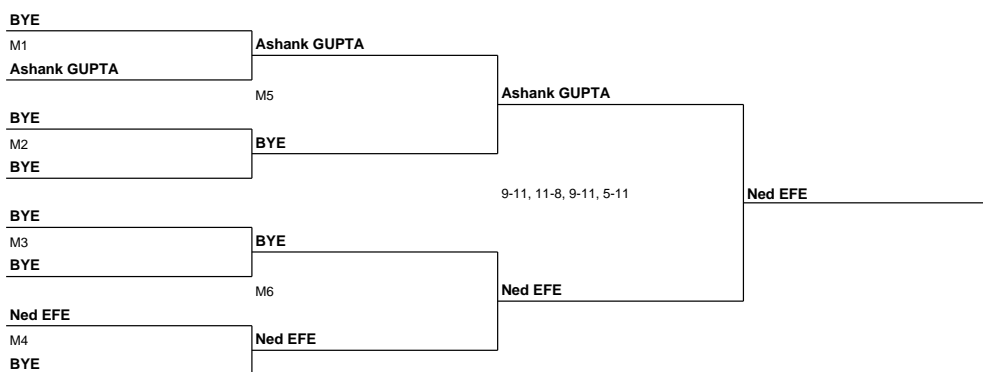 BYE
M1
Ashank GUPTA
Ashank GUPTA
M5
Ashank GUPTA
BYE
M2
BYE
BYE
9-11, 11-8, 9-11, 5-11
Ned EFE
BYE
M3
BYE
BYE
M6
Ned EFE
Ned EFE
M4
Ned EFE
BYE